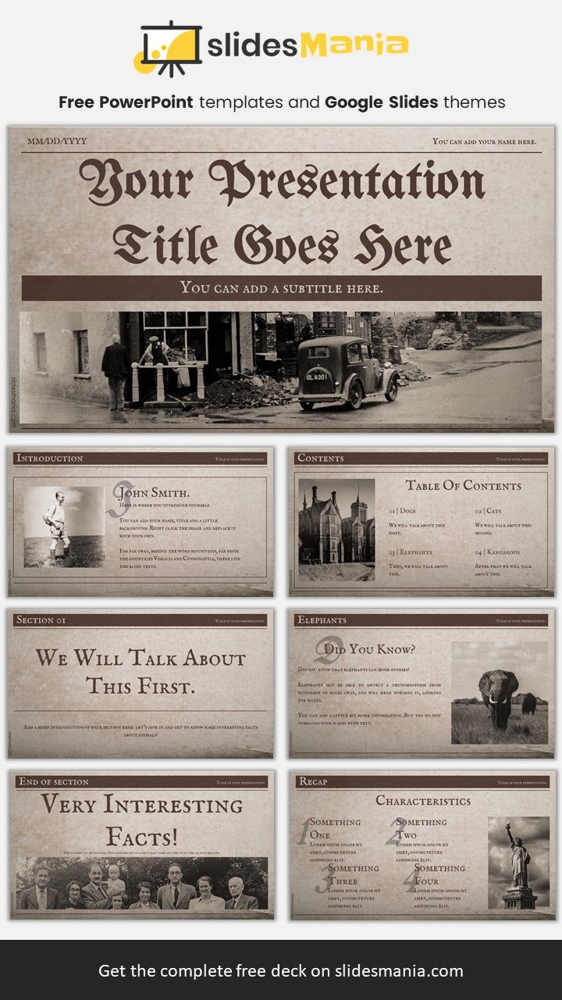 slidesMania
Free PowerPoint templates and Google Slides themes
MM/DD/YYYY
You can add your name here.
Your Presentation
Title Goes Here
You can add a subtitle here.
GL 6201
slidesmania.com
Introduction
Title of your presentation.
J
John Smith.
Here is where you introduce yourself.
You can add your name, title and a little
background. Right click the image and replace it
with your own.
Far far away, behind the word mountains, far from
the countries Vokalia and Consonantia, there live
the blind texts.
Contents
Title of your presentation.
Table Of Contents
01 | Dogs
We will talk about this
first.
02 | Cats
We will talk about this
second.
03 | Elephants
Then, we will talk about
this.
04 | Kangaroos
After that we will talk
about this.
Section 01
Title of your presentation.
We Will Talk About
This First.
Add a brief introduction of your section here: let's dive in and get to know some interesting facts
about animals!
Elephants
Title of your presentation.
D
Did You Know?
Did you know that elephants can sense storms?
Elephants may be able to detect a thunderstorm from
hundreds of miles away, and will head towards it, looking
for water.
You can add a little bit more information. But try to not
overload your slides with text.
End of section
Title of your presentation.
Very Interesting
Facts!
Recap
Title of your presentation.
Characteristics
1
Something
One
Lorem ipsum dolor sit
amet, consectetuer
adipiscing elit.
2
Something
Two
Lorem ipsum dolor sit
amet, consectetuer
adipiscing elit.
3
Something
Three
Lorem ipsum dolor sit
amet, consectetuer
adipiscing elit.
4
Something
Four
Lorem ipsum dolor sit
amet, consectetuer
adipiscing elit.
Get the complete free deck on slidesmania.com